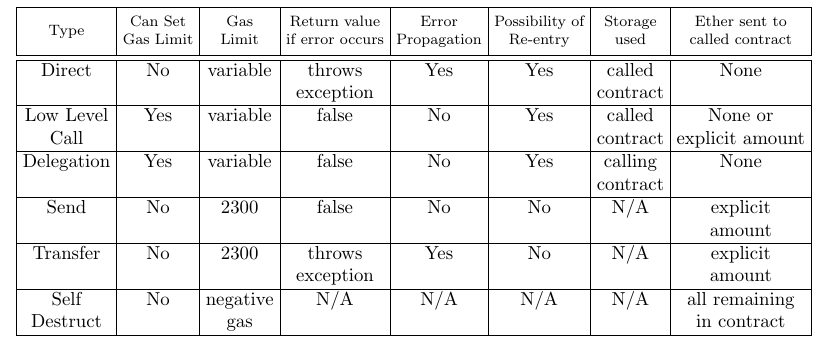 Type | Can Set Gas Limit | Gas Limit | Return value if error occurs | Error Propagation | Possibility of Re-entry | Storage used | Ether sent to called contract
Direct | No | variable | throws exception | Yes | Yes | called contract | None
Low Level Call | Yes | variable | false | No | Yes | called contract | None or explicit amount
Delegation | Yes | variable | false | No | Yes | calling contract | None
Send | No | 2300 | false | No | No | N/A | explicit amount
Transfer | No | 2300 | throws exception | Yes | No | N/A | explicit amount
Self Destruct | No | negative gas | N/A | N/A | N/A | N/A | all remaining in contract